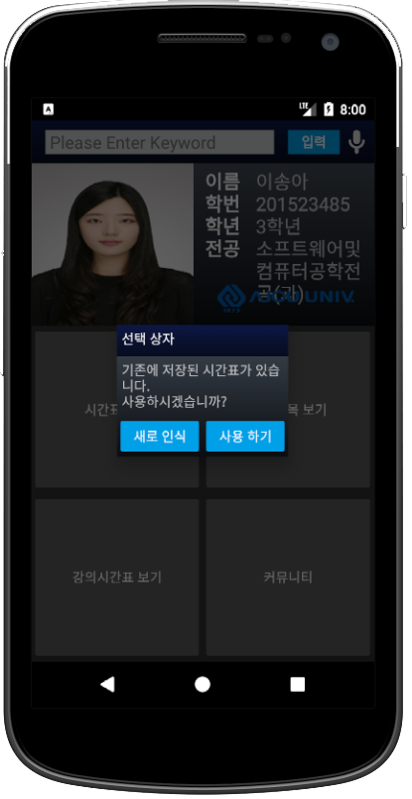 LTE 8:00
Please Enter Keyword 입력
이름 이송아
학번 201523485
학년 3학년
전공 소프트웨어및
컴퓨터공학전
공(과)
AJOU UNIV.
선택 상자
기존에 저장된 시간표가 있습
니다.
사용하시겠습니까?
새로 인식 사용 하기
시간표
목 보기
강의시간표 보기 커뮤니티